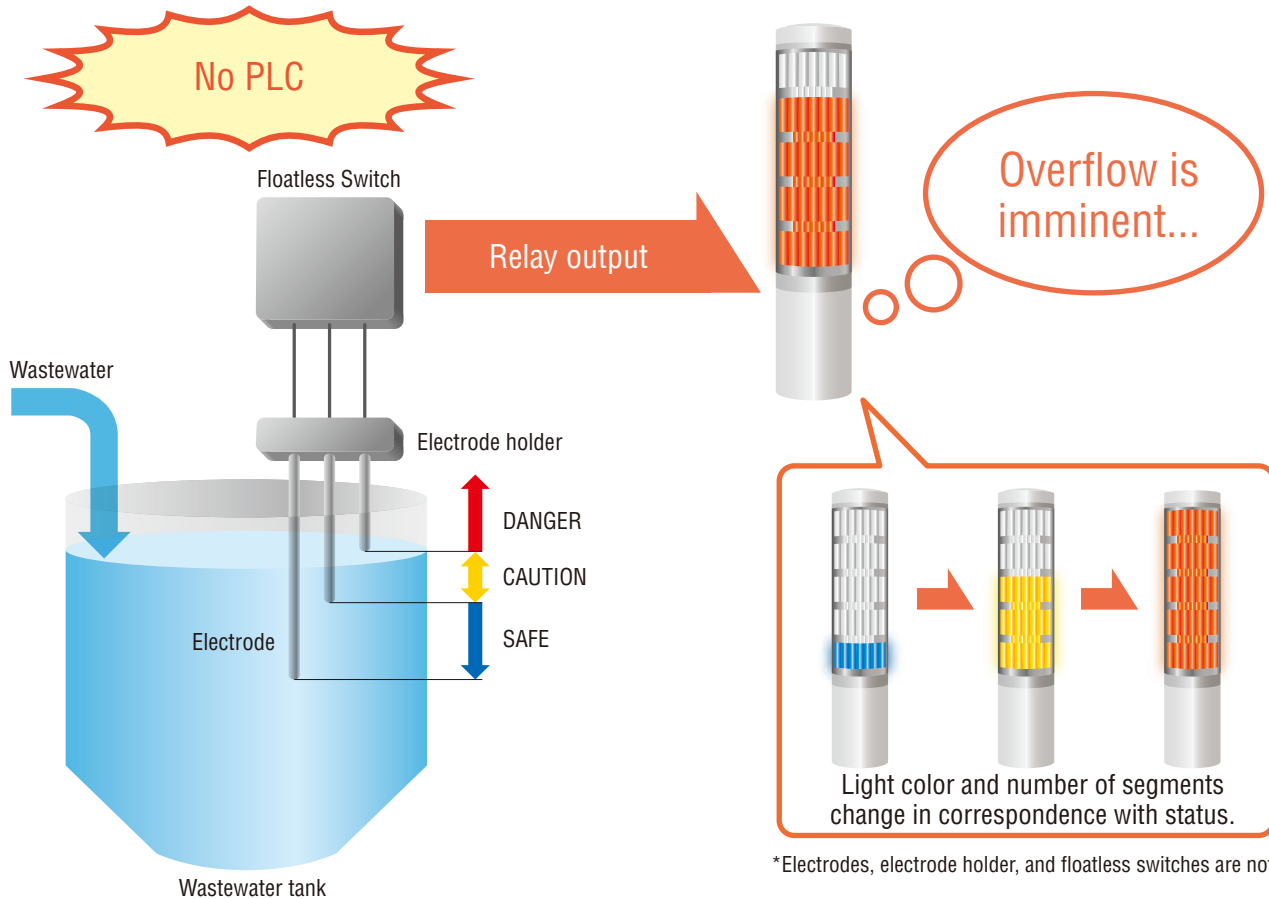 No PLC
Floatless Switch
Relay output
Overflow is
imminent...
Wastewater
Electrode holder
DANGER
CAUTION
SAFE
Electrode
Wastewater tank
Light color and number of segments
change in correspondence with status.
*Electrodes, electrode holder, and floatless switches are